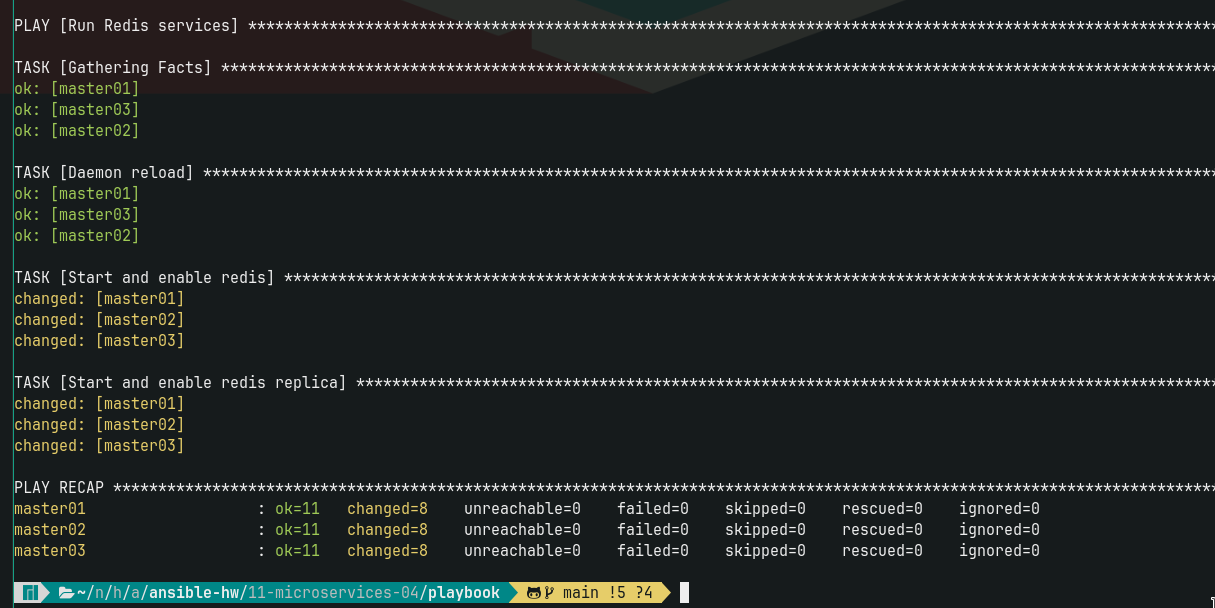 PLAY [Run Redis services] ***********************************************************************************************************
TASK [Gathering Facts] **************************************************************************************************************
ok: [master01]
ok: [master03]
ok: [master02]
TASK [Daemon reload] ****************************************************************************************************************
ok: [master01]
ok: [master03]
ok: [master02]
TASK [Start and enable redis] *******************************************************************************************************
changed: [master01]
changed: [master02]
changed: [master03]
TASK [Start and enable redis replica] ***********************************************************************************************
changed: [master01]
changed: [master02]
changed: [master03]
PLAY RECAP **************************************************************************************************************************
master01 : ok=11 changed=8 unreachable=0 failed=0 skipped=0 rescued=0 ignored=0
master02 : ok=11 changed=8 unreachable=0 failed=0 skipped=0 rescued=0 ignored=0
master03 : ok=11 changed=8 unreachable=0 failed=0 skipped=0 rescued=0 ignored=0
~/n/h/a/ansible-hw/11-microservices-04/playbook main !5 ?4